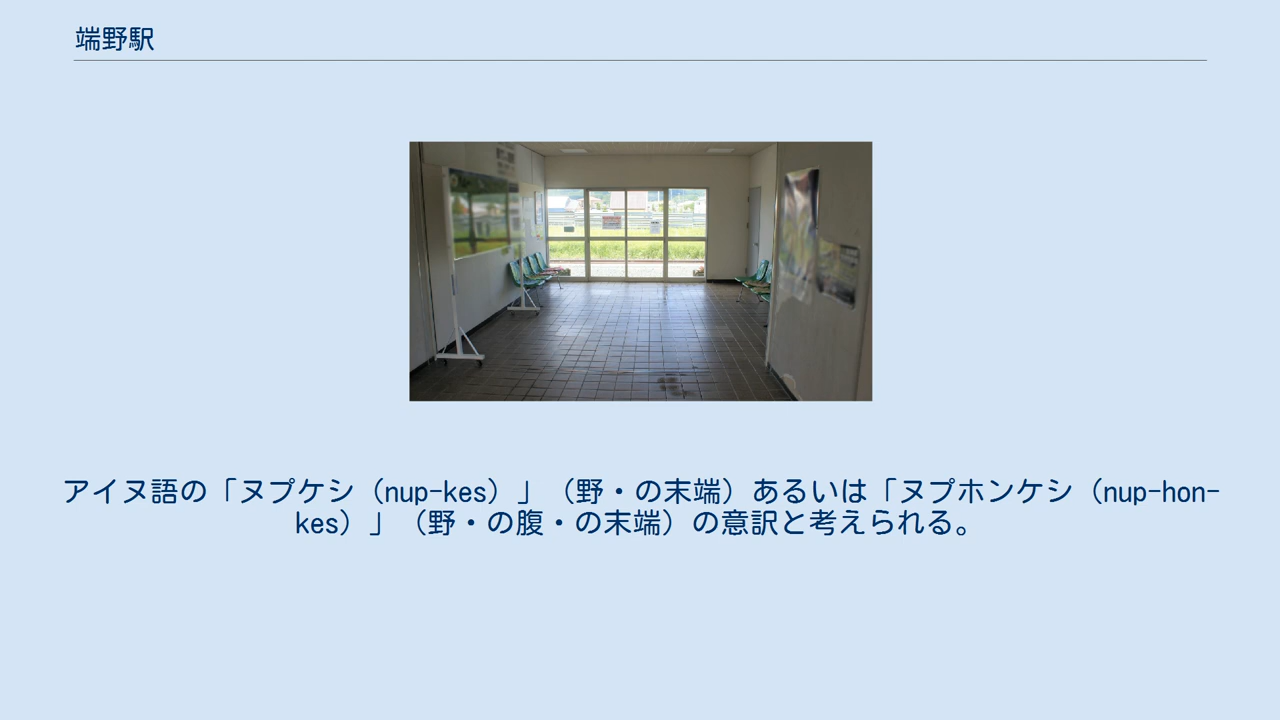 端野駅
アイヌ語の「ヌプケシ（nup-kes）」（野・の末端）あるいは「ヌプホンケシ（nup-hon-
kes）」（野・の腹・の末端）の意訳と考えられる。